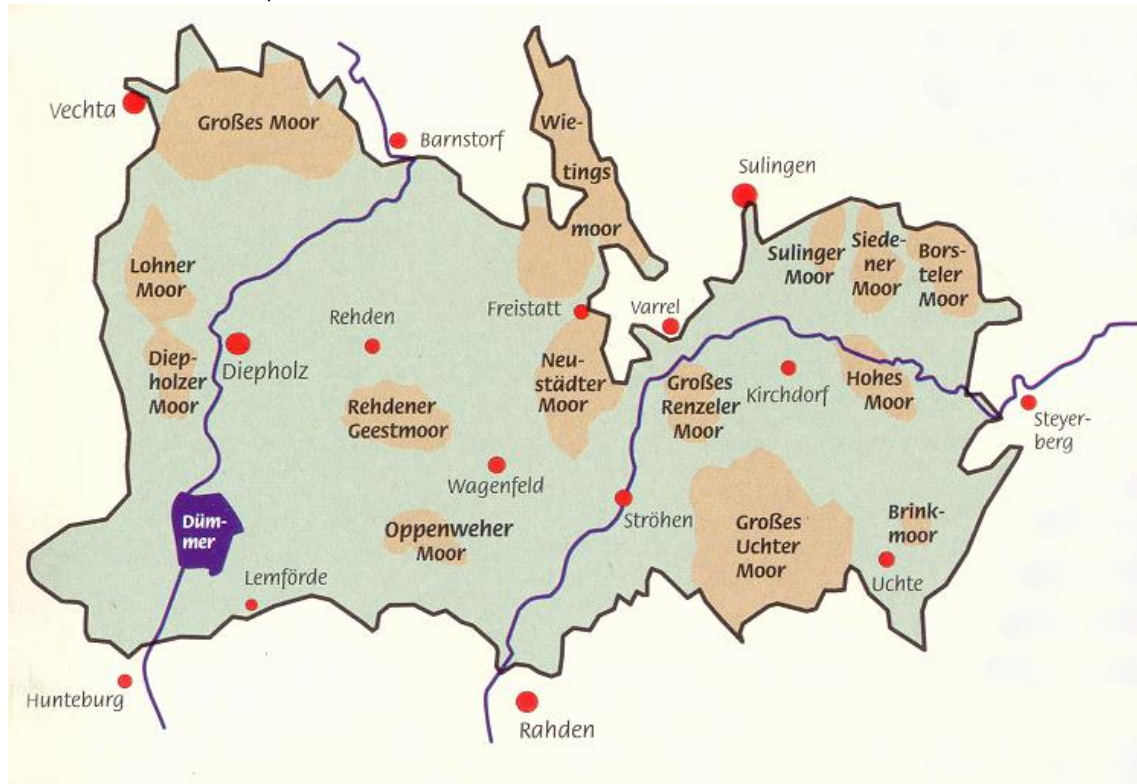 Vechta
Großes Moor
Barnstorf
Wie-
tings
moor
Sulingen
Lohner
Moor
Sulinger
Moor
Siede-
ner
Moor
Bors-
teler
Moor
Freistatt
Varrel
Rehden
Diep-
holzer
Moor
Diepholz
Neu-
städter
Moor
Rehdener
Geestmoor
Großes
Renzeler
Moor
Kirchdorf
Hohes
Moor
Steyer-
berg
Wagenfeld
Düm-
mer
Oppenweher
Moor
Ströhen
Großes
Uchter
Moor
Brink-
moor
Uchte
Lemförde
Hunteburg
Rahden